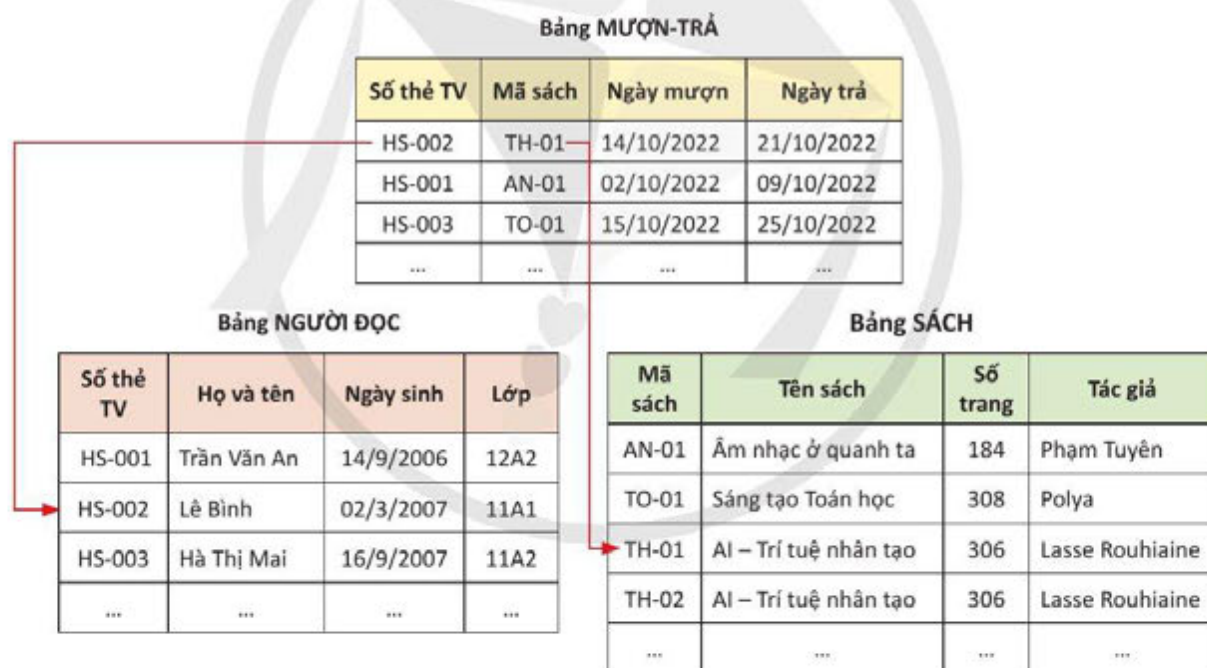 Bảng MƯỢN-TRẢ
Số thẻ TV Mã sách Ngày mượn Ngày trả
HS-002 TH-01 14/10/2022 21/10/2022
HS-001 AN-01 02/10/2022 09/10/2022
HS-003 TO-01 15/10/2022 25/10/2022
... ... ... ...
Bảng NGƯỜI ĐỌC
Số thẻ
TV Họ và tên Ngày sinh Lớp
HS-001 Trần Văn An 14/9/2006 12A2
HS-002 Lê Bình 02/3/2007 11A1
HS-003 Hà Thị Mai 16/9/2007 11A2
... ... ... ...
Bảng SÁCH
Mã
sách Tên sách Số
trang Tác giả
AN-01 Âm nhạc ở quanh ta 184 Phạm Tuyên
TO-01 Sáng tạo Toán học 308 Polya
TH-01 AI – Trí tuệ nhân tạo 306 Lasse Rouhiaine
TH-02 AI – Trí tuệ nhân tạo 306 Lasse Rouhiaine
... ... ... ...